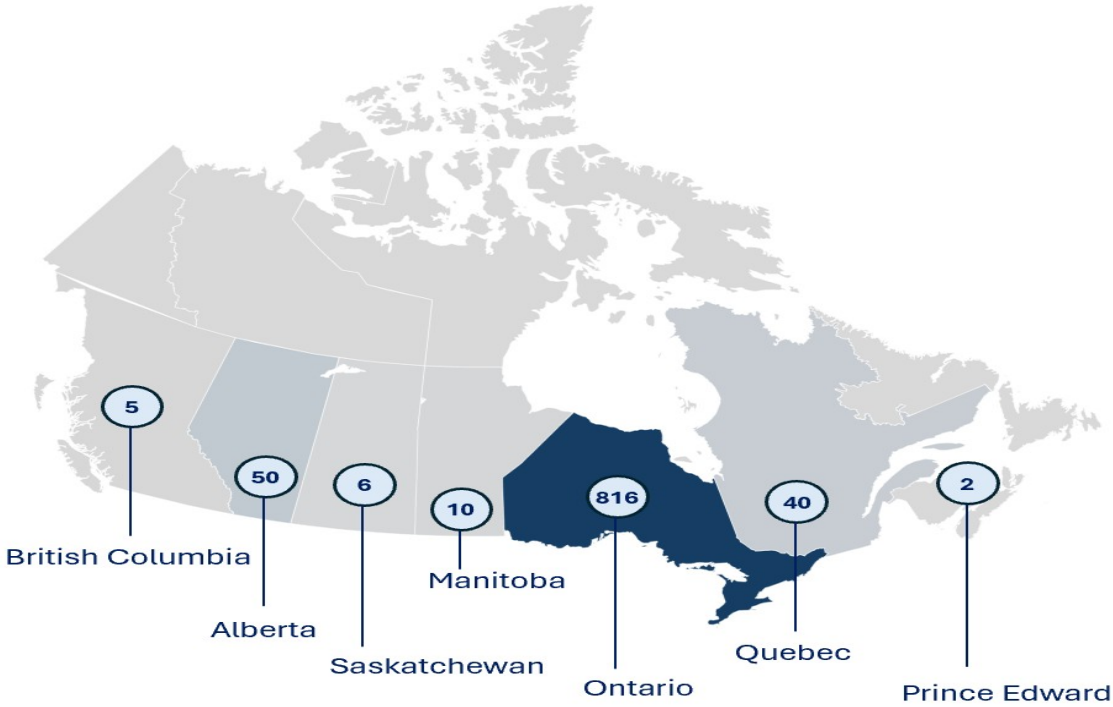 5
British Columbia
50
Alberta
6
Saskatchewan
10
Manitoba
816
Ontario
40
Quebec
2
Prince Edward